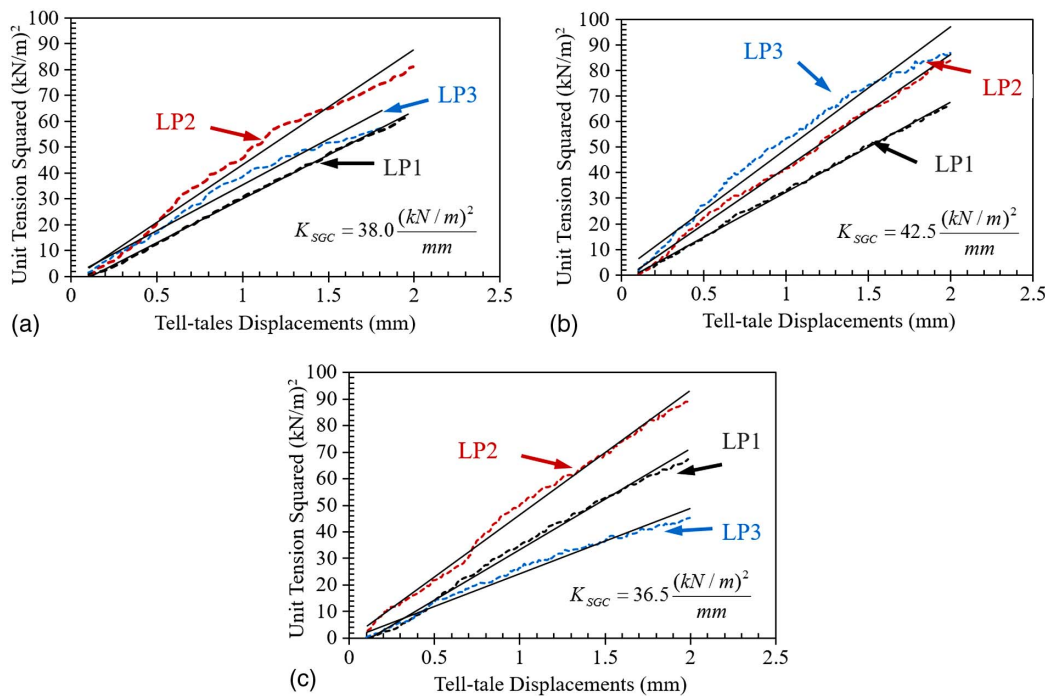 Unit Tension Squared (kN/m)²
100
90
80
70
60
50
40
30
20
10
0
LP2
LP3
LP1
K_SGC = 38.0 (kN / m)² / mm
0 0.5 1 1.5 2 2.5
Tell-tales Displacements (mm)
(a)
Unit Tension Squared (kN/m)²
100
90
80
70
60
50
40
30
20
10
0
LP3
LP2
LP1
K_SGC = 42.5 (kN / m)² / mm
0 0.5 1 1.5 2 2.5
Tell-tale Displacements (mm)
(b)
Unit Tension Squared (kN/m)²
100
90
80
70
60
50
40
30
20
10
0
LP2
LP1
LP3
K_SGC = 36.5 (kN / m)² / mm
0 0.5 1 1.5 2 2.5
Tell-tale Displacements (mm)
(c)